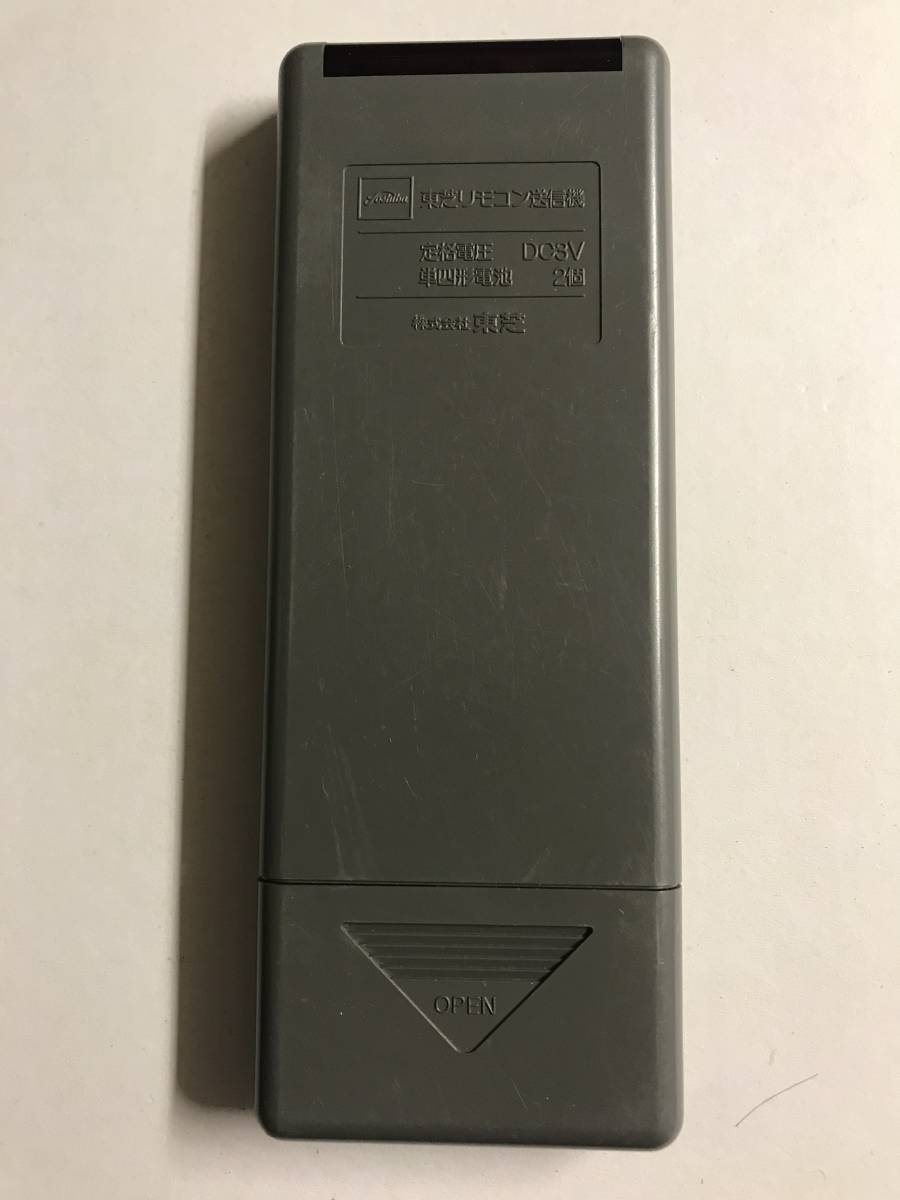 Toshiba 東芝リモコン送信機
定格電圧 DC3V
単四形電池 2個
株式会社 東芝
OPEN